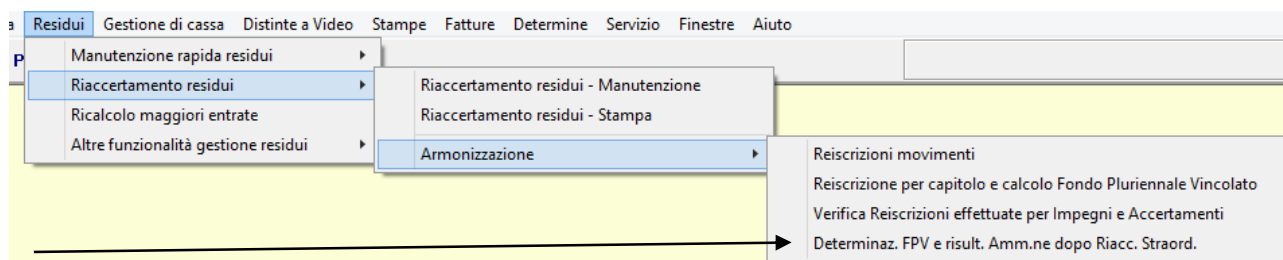 a Residui Gestione di cassa Distinte a Video Stampe Fatture Determine Servizio Finestre Aiuto
P
Manutenzione rapida residui
Riaccertamento residui
Ricalcolo maggiori entrate
Altre funzionalità gestione residui
Riaccertamento residui - Manutenzione
Riaccertamento residui - Stampa
Armonizzazione
Reiscrizioni movimenti
Reiscrizione per capitolo e calcolo Fondo Pluriennale Vincolato
Verifica Reiscrizioni effettuate per Impegni e Accertamenti
Determinaz. FPV e risult. Amm.ne dopo Riacc. Straord.